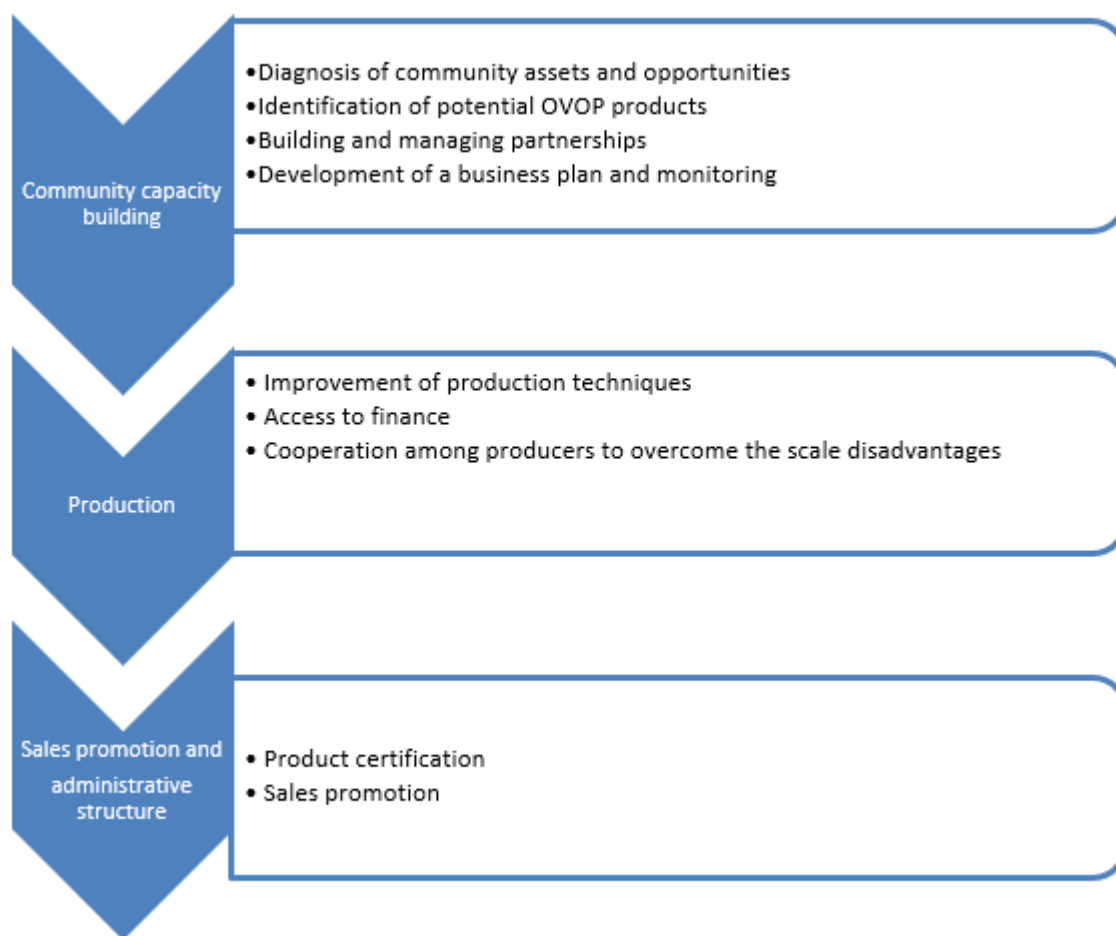 Community capacity
building
•Diagnosis of community assets and opportunities
•Identification of potential OVOP products
•Building and managing partnerships
•Development of a business plan and monitoring
Production
• Improvement of production techniques
• Access to finance
• Cooperation among producers to overcome the scale disadvantages
Sales promotion and
administrative
structure
• Product certification
• Sales promotion